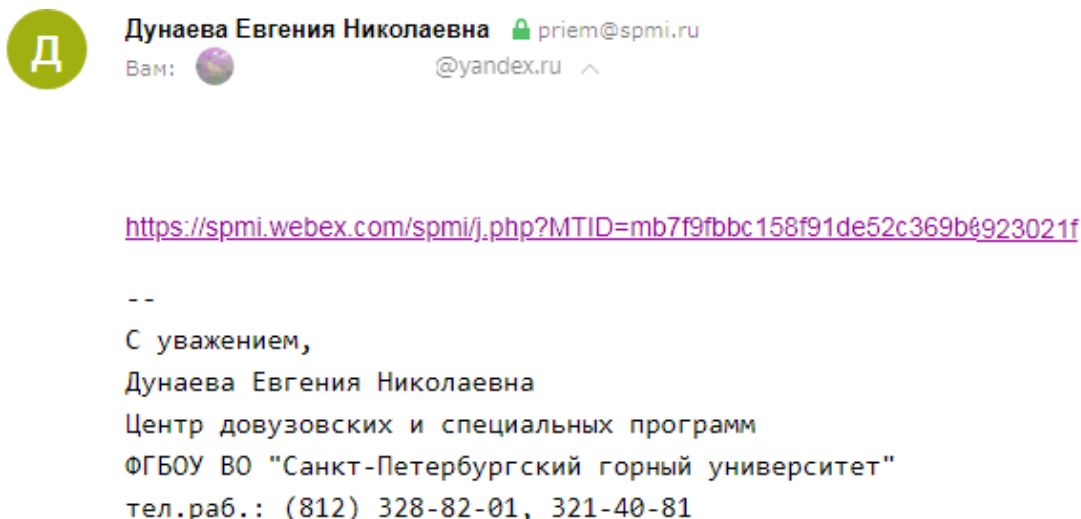 Д
Дунаева Евгения Николаевна priem@spmi.ru
Вам: @yandex.ru
https://spmi.webex.com/spmi/j.php?MTID=mb7f9fbbc158f91de52c369b6923021f
--
С уважением,
Дунаева Евгения Николаевна
Центр довузовских и специальных программ
ФГБОУ ВО "Санкт-Петербургский горный университет"
тел.раб.: (812) 328-82-01, 321-40-81